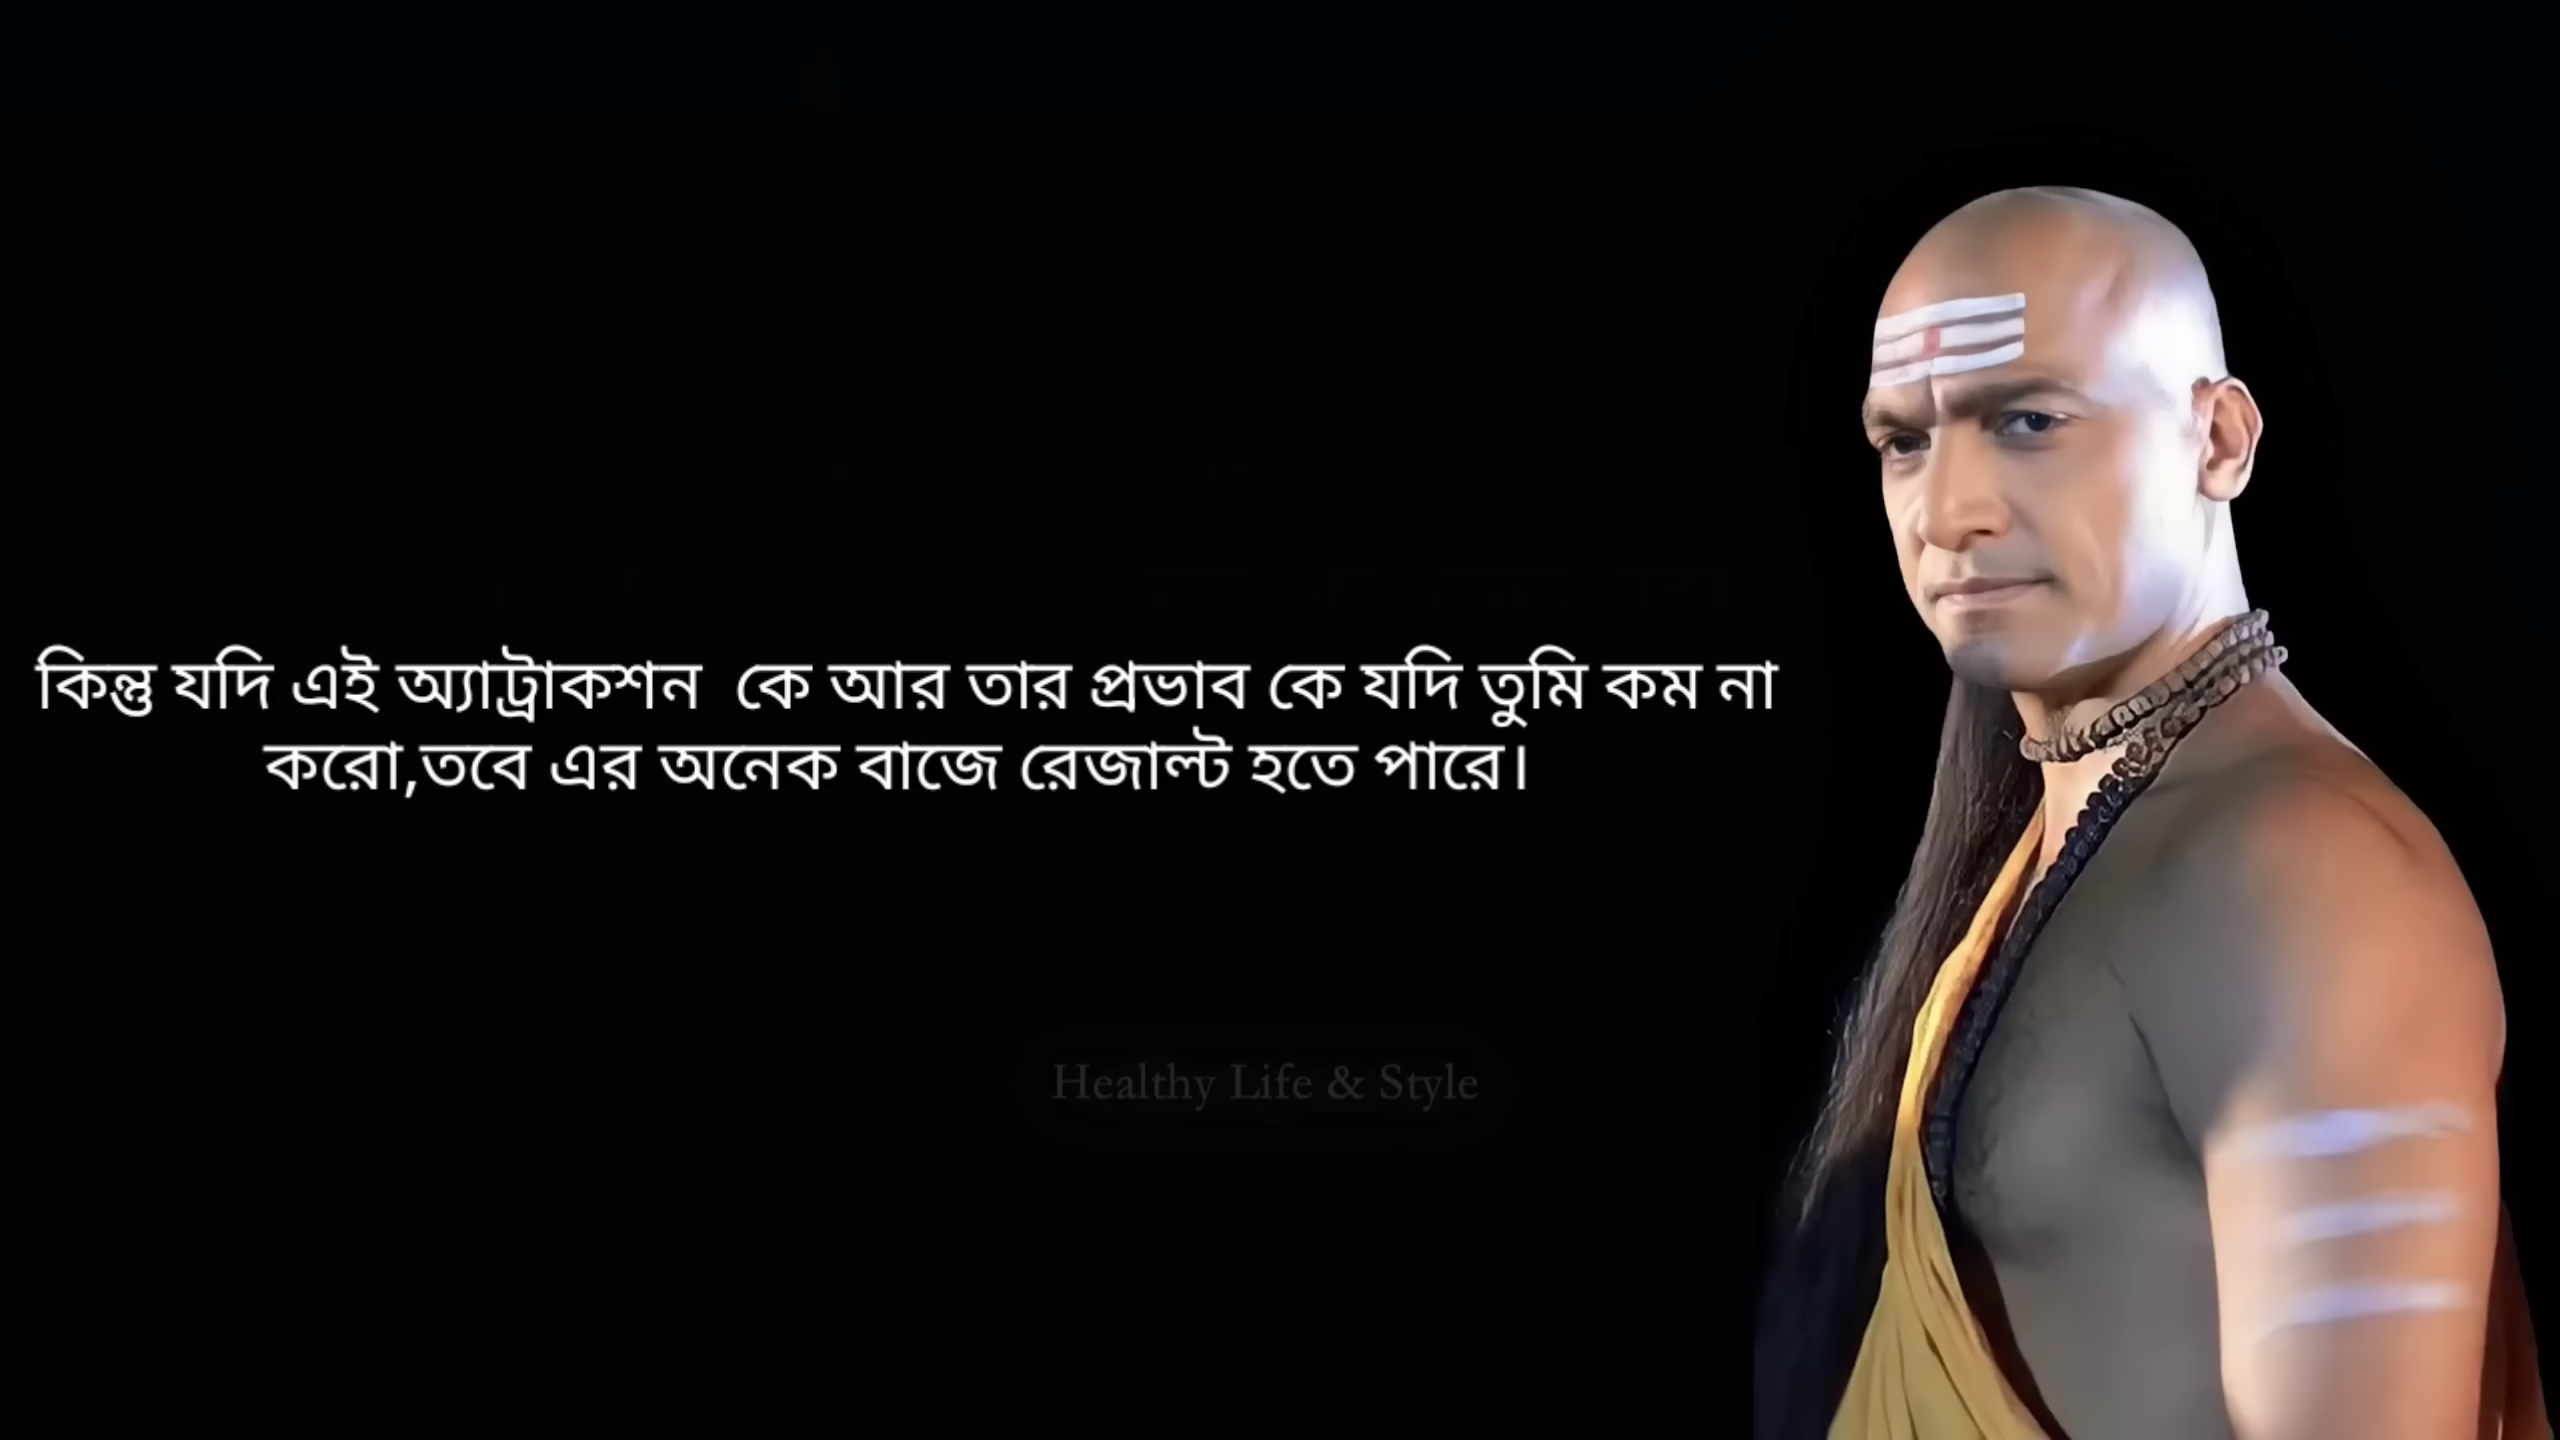 কিন্তু যদি এই অ্যাট্রাকশন  কে আর তার প্রভাব কে যদি তুমি কম না
করো,তবে এর অনেক বাজে রেজাল্ট হতে পারে।
Healthy Life & Style